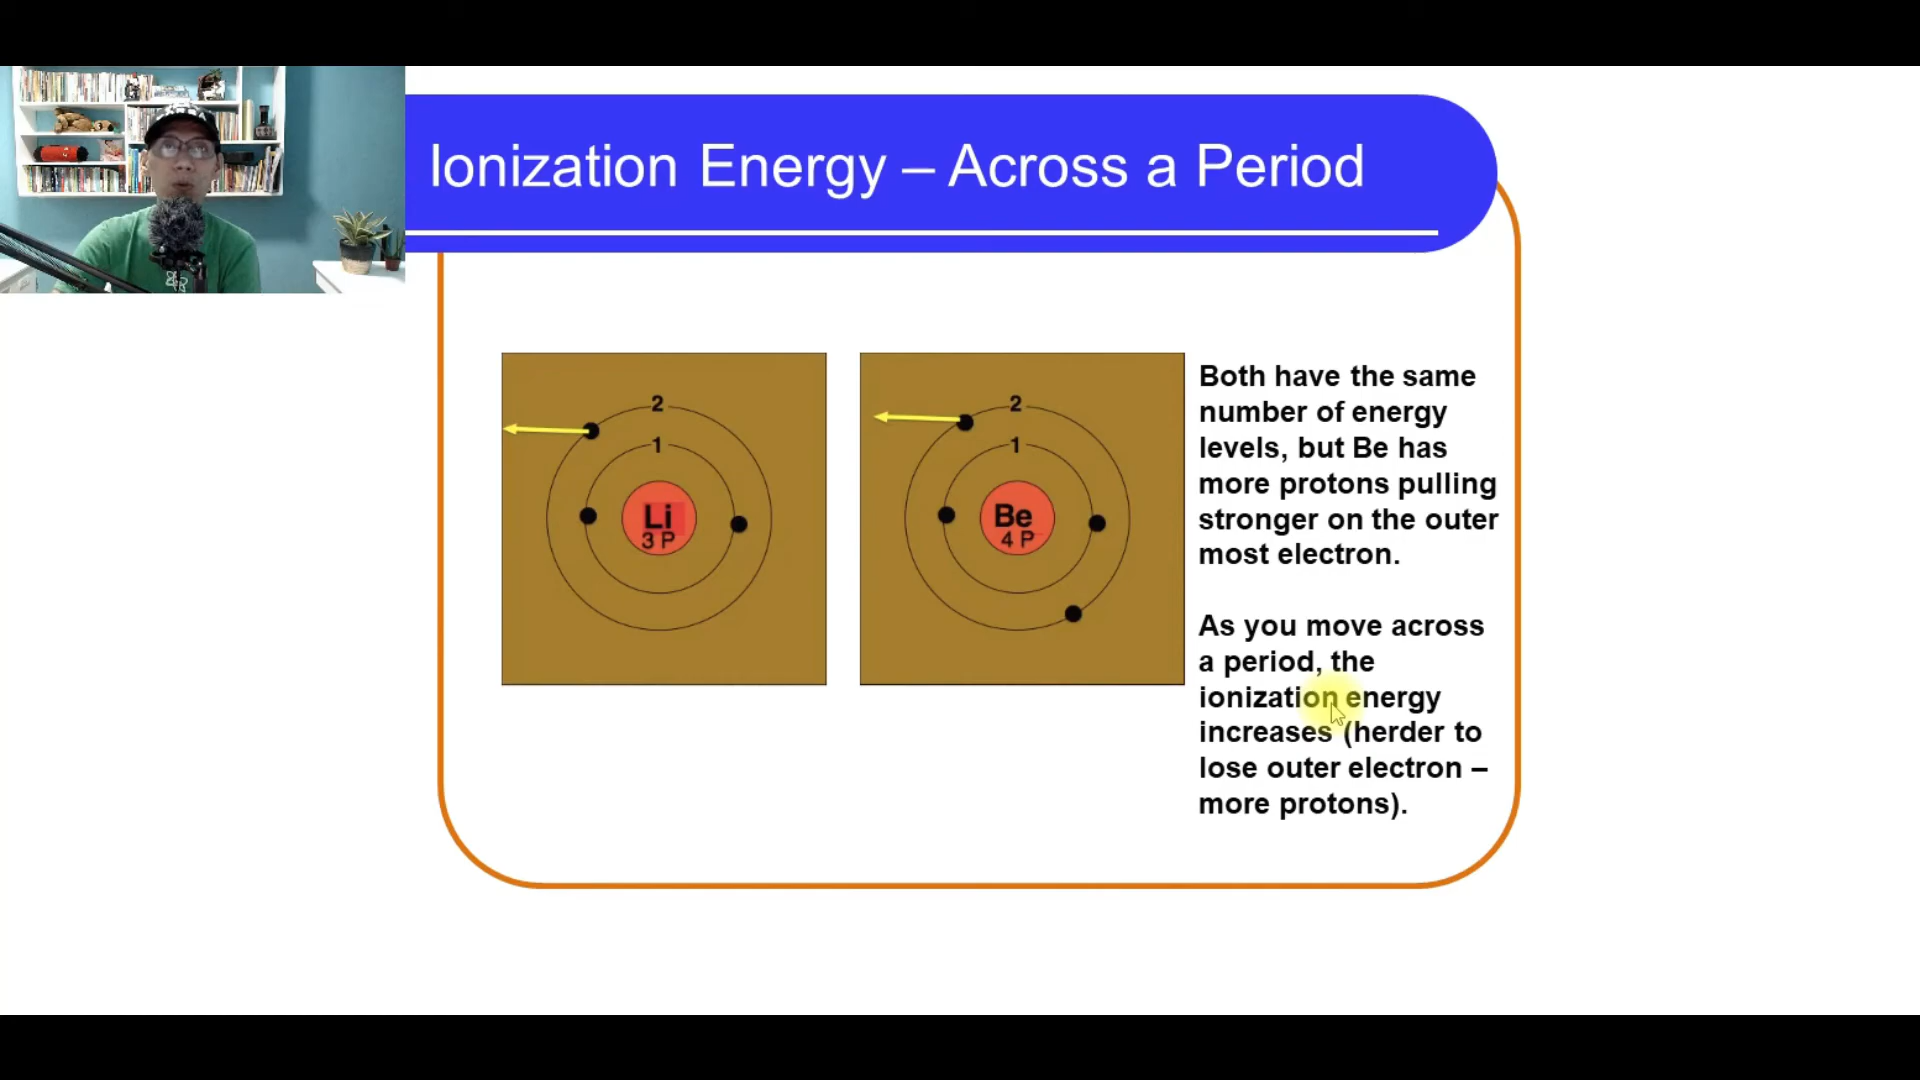 Ionization Energy – Across a Period
2
1
Li
3 P
2
1
Be
4 P
Both have the same
number of energy
levels, but Be has
more protons pulling
stronger on the outer
most electron.
As you move across
a period, the
ionization energy
increases (herder to
lose outer electron –
more protons).